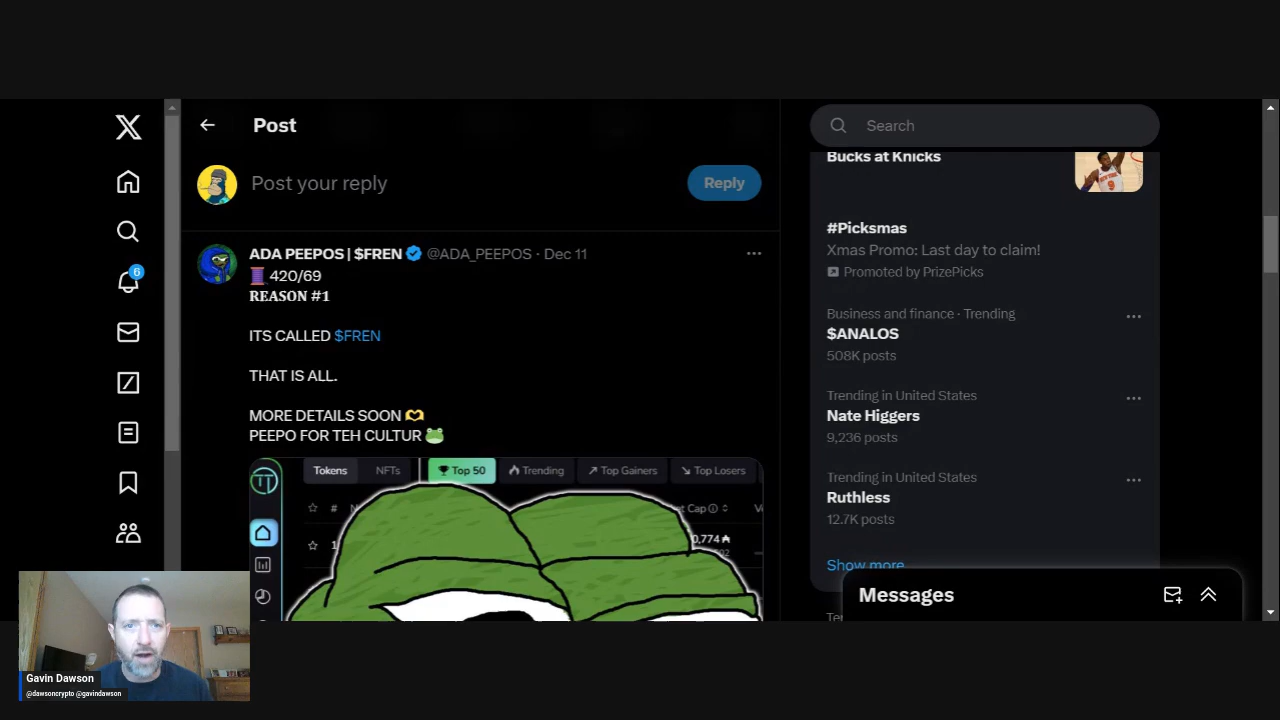 Post
Search
Post your reply
Reply
6
ADA PEEPOS | $FREN @ADA_PEEPOS · Dec 11
420/69
REASON #1
ITS CALLED $FREN
THAT IS ALL.
MORE DETAILS SOON
PEEPO FOR TEH CULTUR
Tokens NFTs Top 50 Trending Top Gainers Top Losers
#
Bucks at Knicks
#Picksmas
Xmas Promo: Last day to claim!
Promoted by PrizePicks
Business and finance · Trending
$ANALOS
508K posts
Trending in United States
Nate Higgers
9,236 posts
Trending in United States
Ruthless
12.7K posts
Show more
Messages
Gavin Dawson
@dawsoncrypto @gavindawson